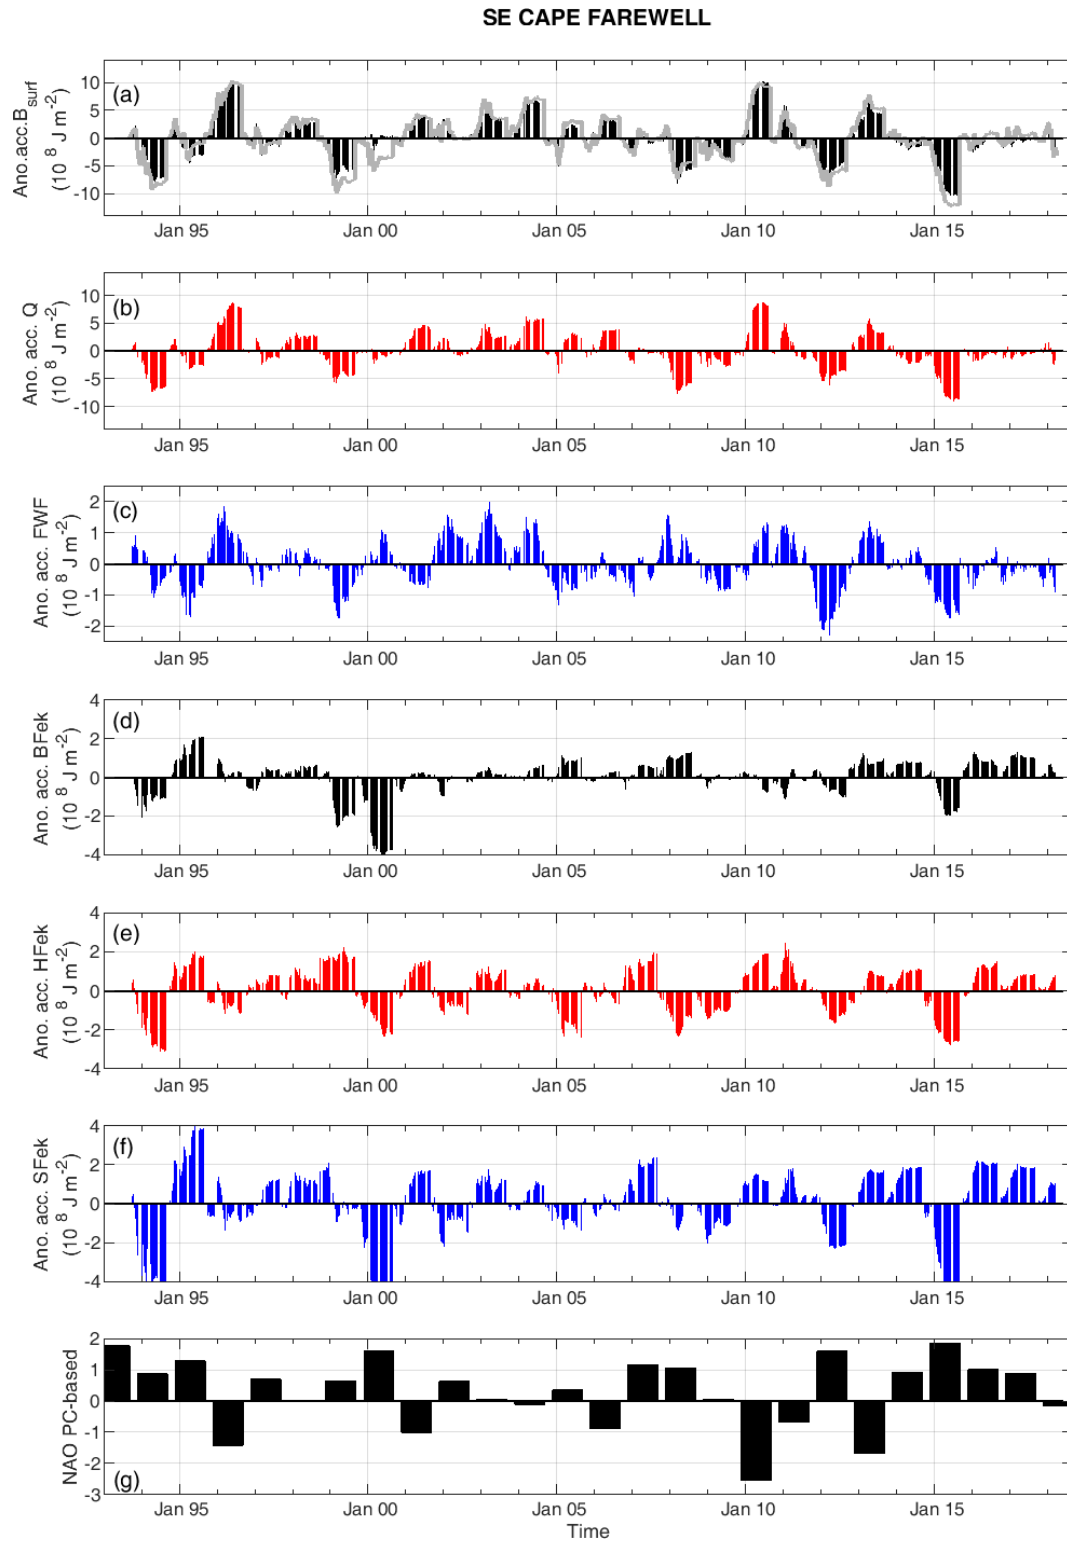 SE CAPE FAREWELL
(a)
Ano.acc.B surf
(10 8 J m-2)
10
5
0
-5
-10
Jan 95 Jan 00 Jan 05 Jan 10 Jan 15
(b)
Ano. acc. Q
(10 8 J m-2)
10
5
0
-5
-10
Jan 95 Jan 00 Jan 05 Jan 10 Jan 15
(c)
Ano. acc. FWF
(10 8 J m-2)
2
1
0
-1
-2
Jan 95 Jan 00 Jan 05 Jan 10 Jan 15
(d)
Ano. acc. BFek
(10 8 J m-2)
4
2
0
-2
-4
Jan 95 Jan 00 Jan 05 Jan 10 Jan 15
(e)
Ano. acc. HFek
(10 8 J m-2)
4
2
0
-2
-4
Jan 95 Jan 00 Jan 05 Jan 10 Jan 15
(f)
Ano. acc. SFek
(10 8 J m-2)
4
2
0
-2
-4
Jan 95 Jan 00 Jan 05 Jan 10 Jan 15
NAO PC-based
2
1
0
-1
-2
-3
(g)
Jan 95 Jan 00 Jan 05 Jan 10 Jan 15
Time